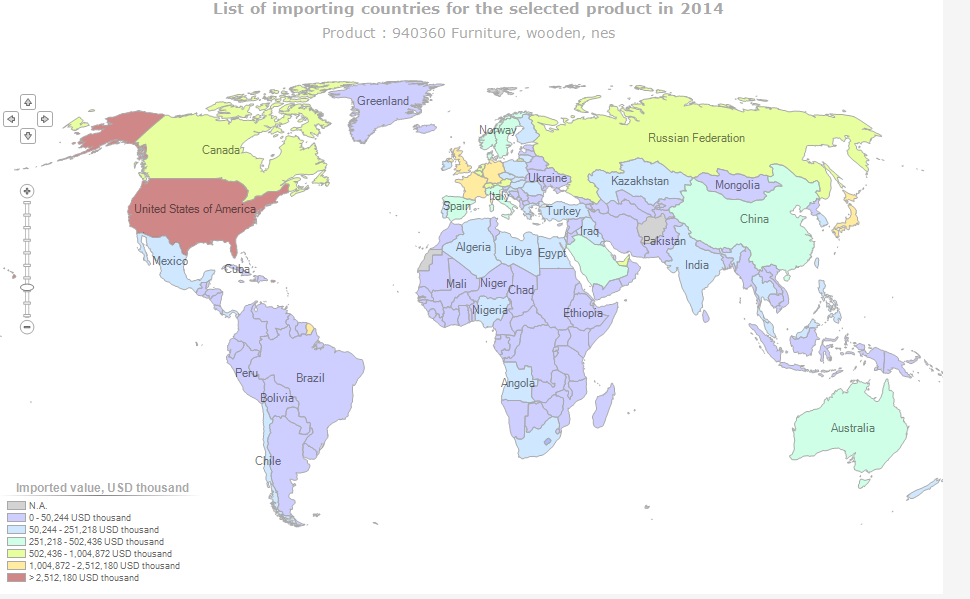 List of importing countries for the selected product in 2014
Product : 940360 Furniture, wooden, nes
Greenland
Norway
Canada
Russian Federation
Ukraine
Kazakhstan
Mongolia
Italy
Spain
United States of America
Turkey
China
Iraq
Pakistan
Algeria
Libya
Egypt
Mexico
Cuba
India
Mali
Niger
Chad
Nigeria
Ethiopia
Peru
Brazil
Angola
Bolivia
Australia
Chile
Imported value, USD thousand
N.A.
0 - 50,244 USD thousand
50,244 - 251,218 USD thousand
251,218 - 502,436 USD thousand
502,436 - 1,004,872 USD thousand
1,004,872 - 2,512,180 USD thousand
> 2,512,180 USD thousand